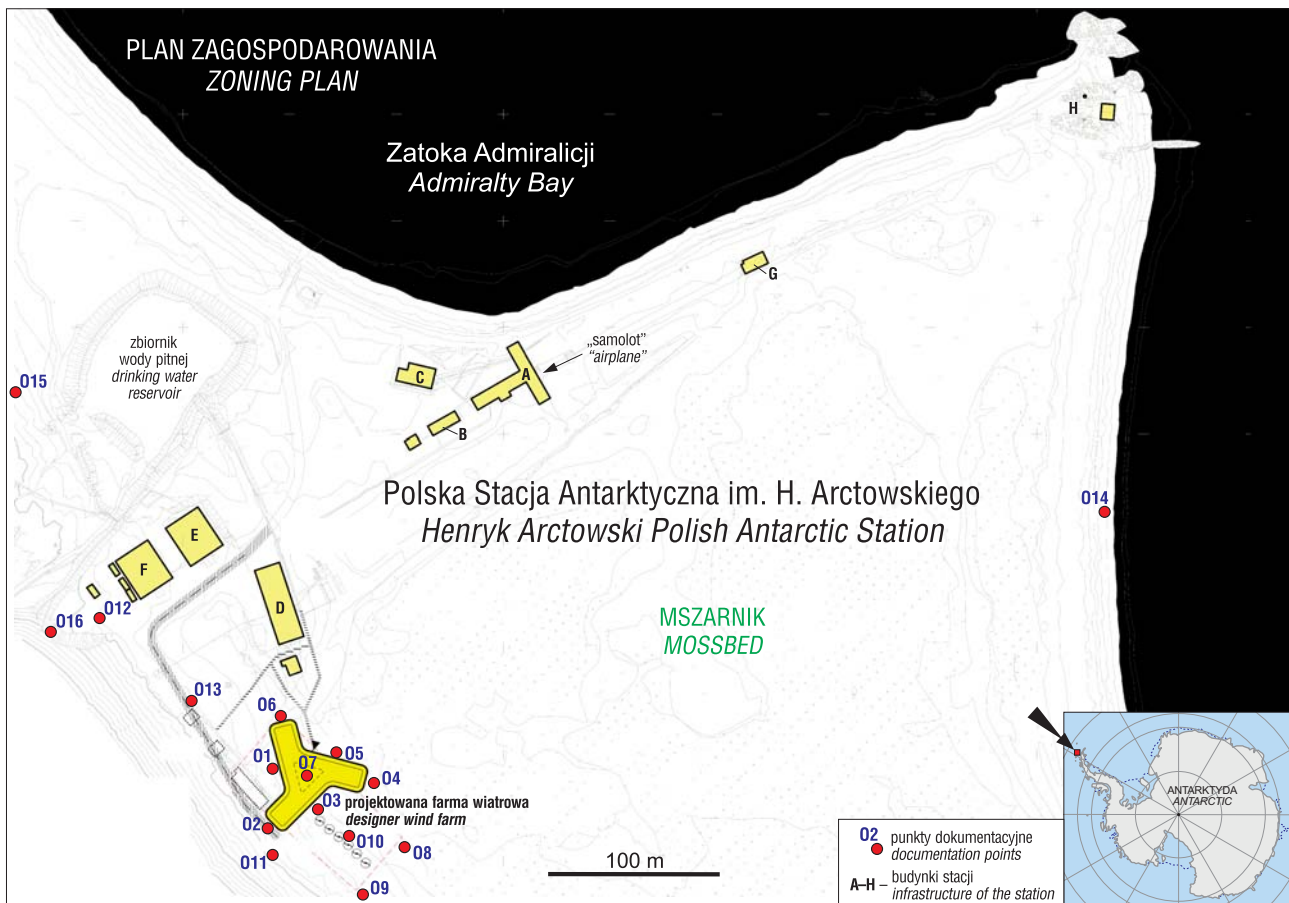 PLAN ZAGOSPODAROWANIA
ZONING PLAN
Zatoka Admiralicji
Admiralty Bay
H
G
„samolot”
“airplane”
zbiornik
wody pitnej
drinking water
reservoir
O15
C
A
B
Polska Stacja Antarktyczna im. H. Arctowskiego
Henryk Arctowski Polish Antarctic Station
O14
E
F
D
O12
O16
MSZARNIK
MOSSBED
O13
O6
O5
O1
O7
O4
O3
projektowana farma wiatrowa
designer wind farm
O2
O10
O8
O11
O9
100 m
O2 punkty dokumentacyjne
documentation points
A–H – budynki stacji
infrastructure of the station
ANTARKTYDA
ANTARCTIC